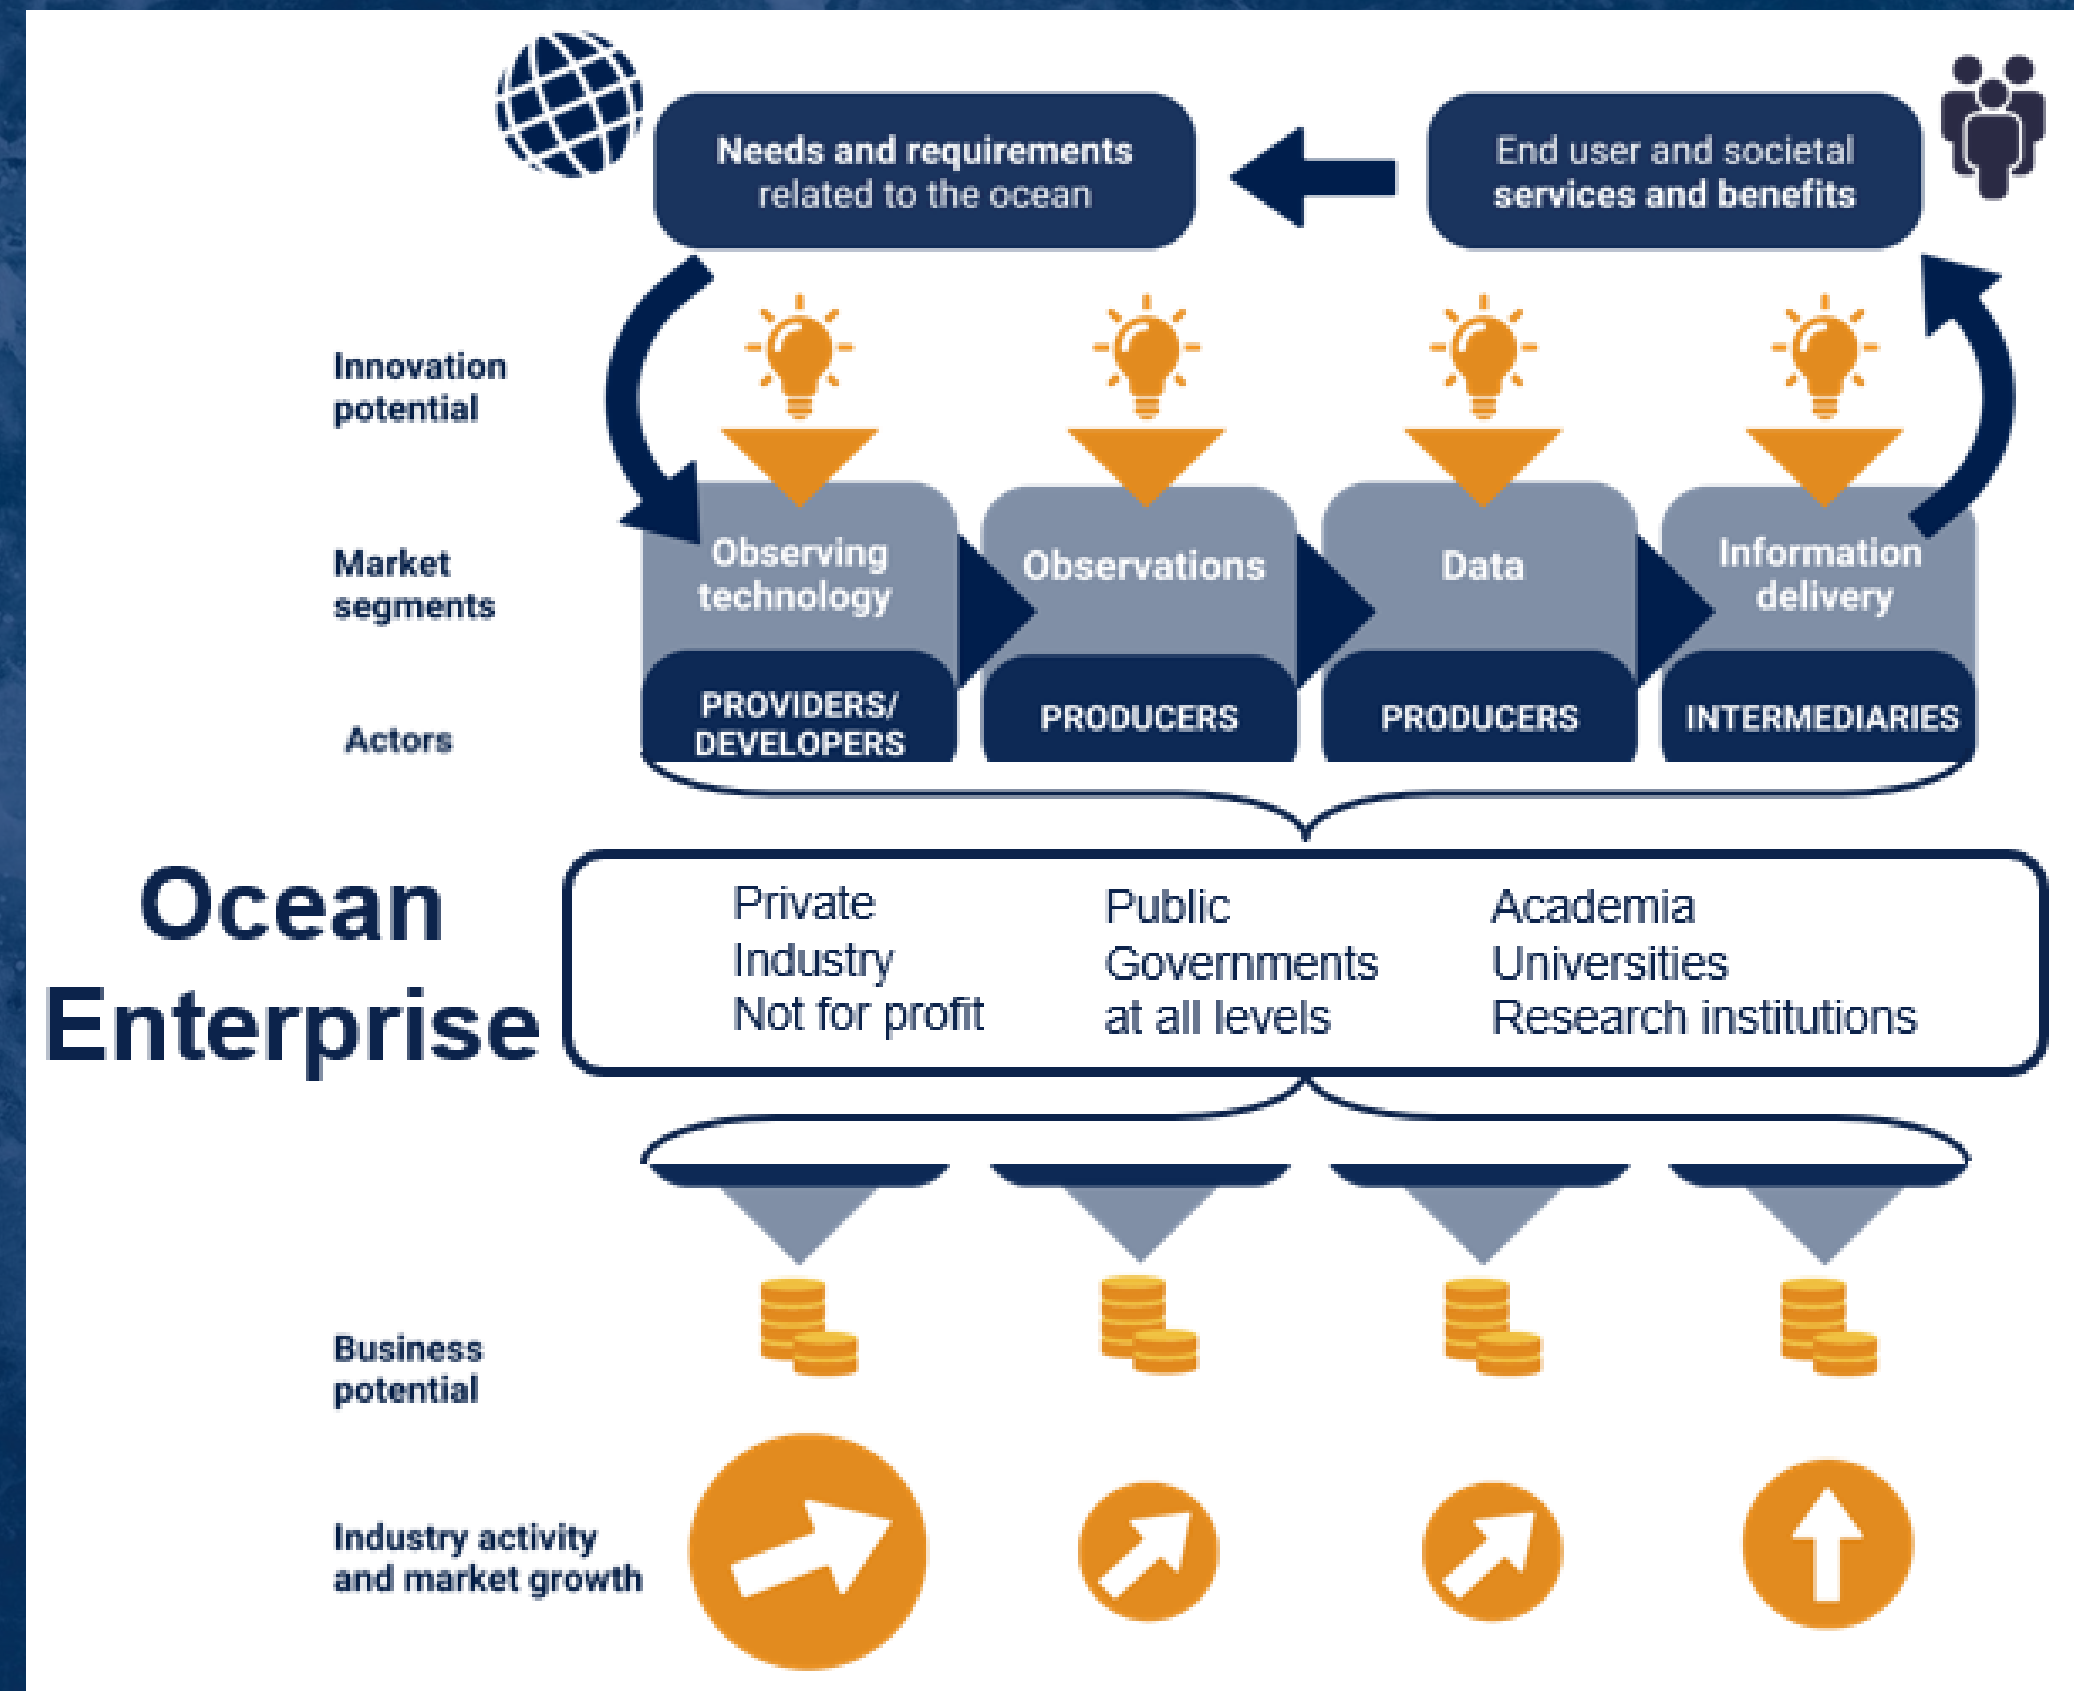 Needs and requirements
related to the ocean
End user and societal
services and benefits
Innovation
potential
Market
segments
Observing
technology
Observations
Data
Information
delivery
Actors
PROVIDERS/
DEVELOPERS
PRODUCERS
PRODUCERS
INTERMEDIARIES
Ocean
Enterprise
Private
Industry
Not for profit
Public
Governments
at all levels
Academia
Universities
Research institutions
Business
potential
Industry activity
and market growth